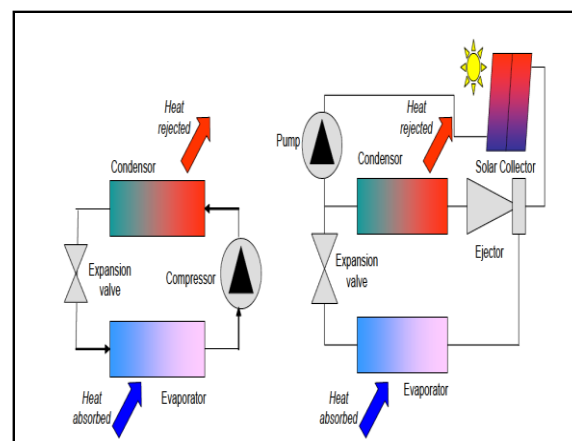 Heat
rejected
Condensor
Expansion
valve
Compressor
Evaporator
Heat
absorbed
Pump
Heat
rejected
Condensor
Solar Collector
Ejector
Expansion
valve
Evaporator
Heat
absorbed